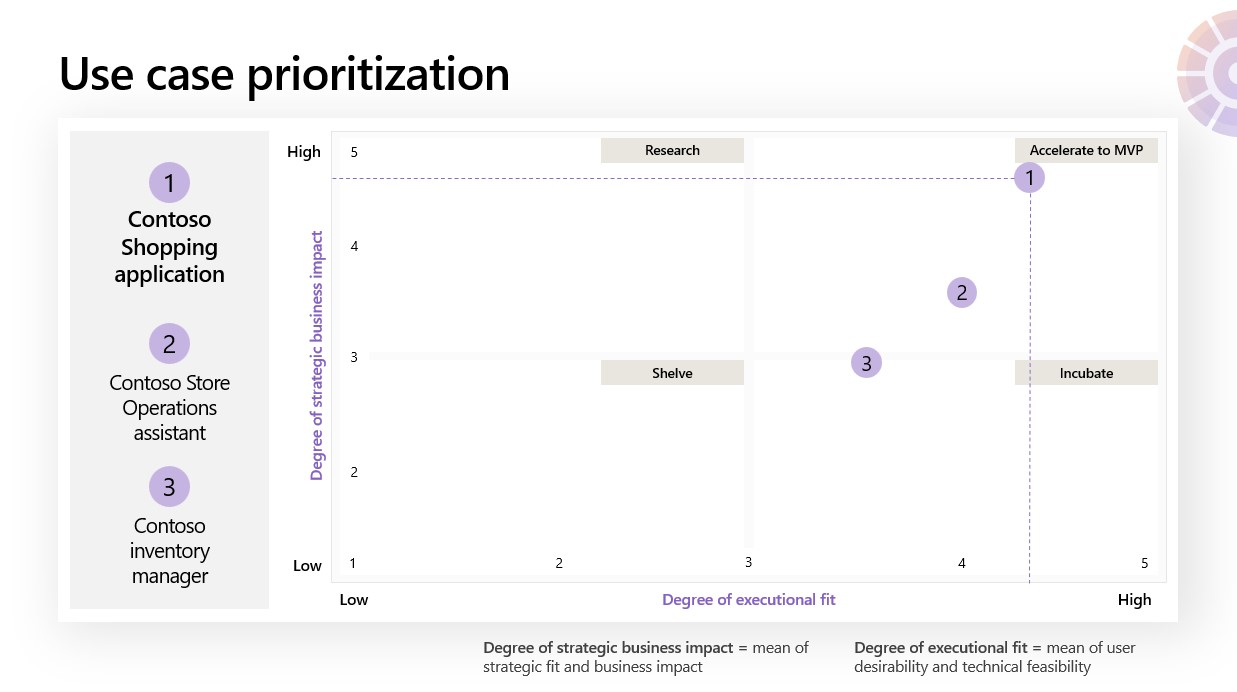 Use case prioritization
1
Contoso
Shopping
application
2
Contoso Store
Operations
assistant
3
Contoso
inventory
manager
High
5
Research
Accelerate to MVP
1
4
2
Degree of strategic business impact
3
3
Shelve
Incubate
2
Low
1
2
3
4
5
Low
Degree of executional fit
High
Degree of strategic business impact = mean of
strategic fit and business impact
Degree of executional fit = mean of user
desirability and technical feasibility